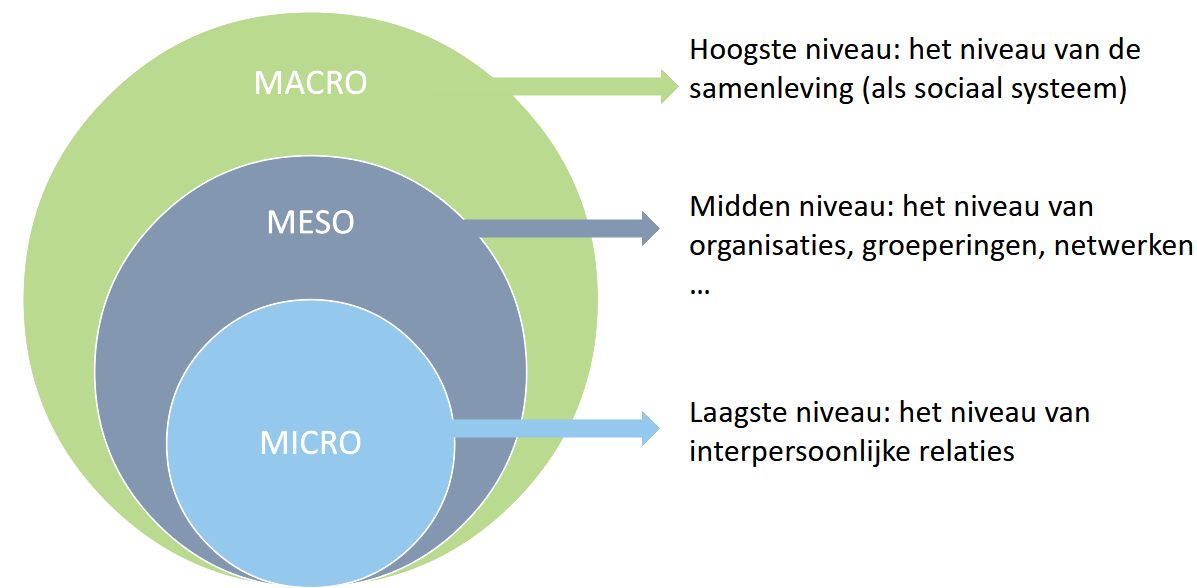 MACRO
Hoogste niveau: het niveau van de
samenleving (als sociaal systeem)
MESO
Midden niveau: het niveau van
organisaties, groeperingen, netwerken
...
MICRO
Laagste niveau: het niveau van
interpersoonlijke relaties